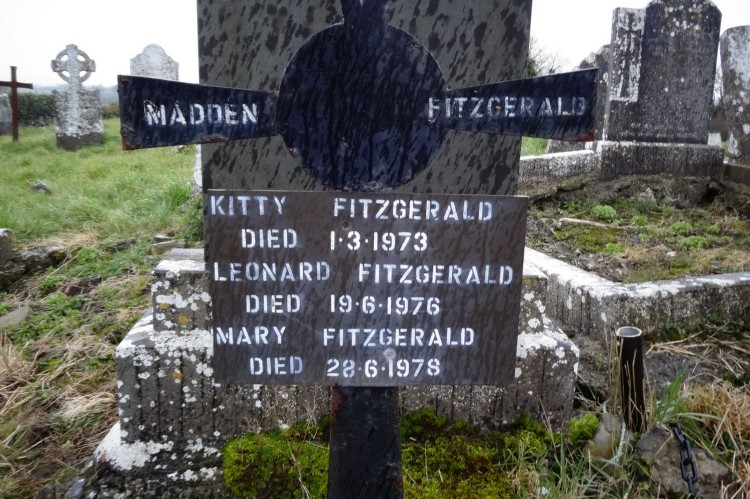 MADDEN FITZGERALD
KITTY FITZGERALD
DIED 1·3·1973
LEONARD FITZGERALD
DIED 19·6·1976
MARY FITZGERALD
DIED 28·6·1978